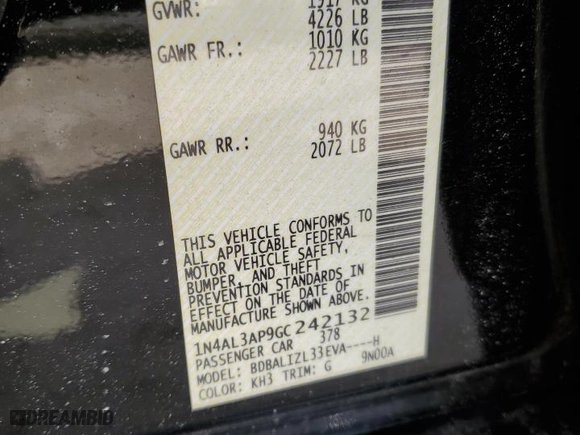 GVWR: 1917 KG
4226 LB
GAWR FR.: 1010 KG
2227 LB
GAWR RR.: 940 KG
2072 LB
THIS VEHICLE CONFORMS TO
ALL APPLICABLE FEDERAL
MOTOR VEHICLE SAFETY,
BUMPER, AND THEFT
PREVENTION STANDARDS IN
EFFECT ON THE DATE OF
MANUFACTURE SHOWN ABOVE.
1N4AL3AP9GC242132
PASSENGER CAR 378
MODEL: BDBALIZL33EVA----H
COLOR: KH3 TRIM: G 9N00A
DREAMBID